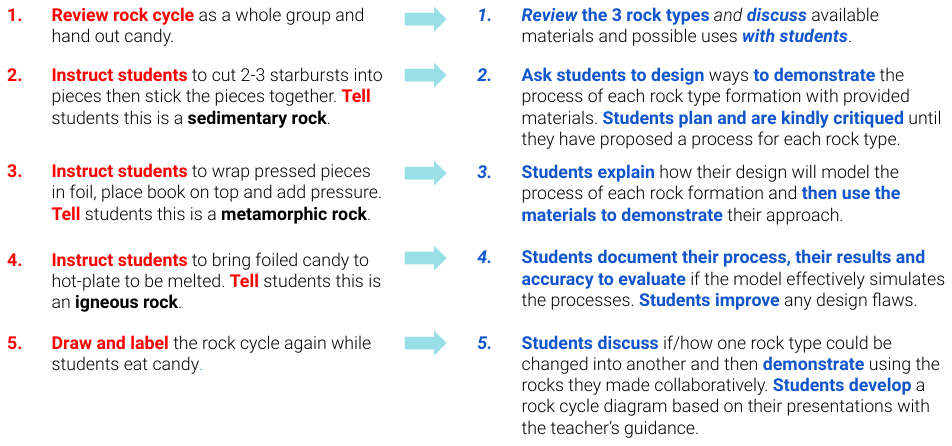 1. Review rock cycle as a whole group and
hand out candy.
2. Instruct students to cut 2-3 starbursts into
pieces then stick the pieces together. Tell
students this is a sedimentary rock.
3. Instruct students to wrap pressed pieces
in foil, place book on top and add pressure.
Tell students this is a metamorphic rock.
4. Instruct students to bring foiled candy to
hot-plate to be melted. Tell students this is
an igneous rock.
5. Draw and label the rock cycle again while
students eat candy.
1. Review the 3 rock types and discuss available
materials and possible uses with students.
2. Ask students to design ways to demonstrate the
process of each rock type formation with provided
materials. Students plan and are kindly critiqued until
they have proposed a process for each rock type.
3. Students explain how their design will model the
process of each rock formation and then use the
materials to demonstrate their approach.
4. Students document their process, their results and
accuracy to evaluate if the model effectively simulates
the processes. Students improve any design flaws.
5. Students discuss if/how one rock type could be
changed into another and then demonstrate using the
rocks they made collaboratively. Students develop a
rock cycle diagram based on their presentations with
the teacher's guidance.